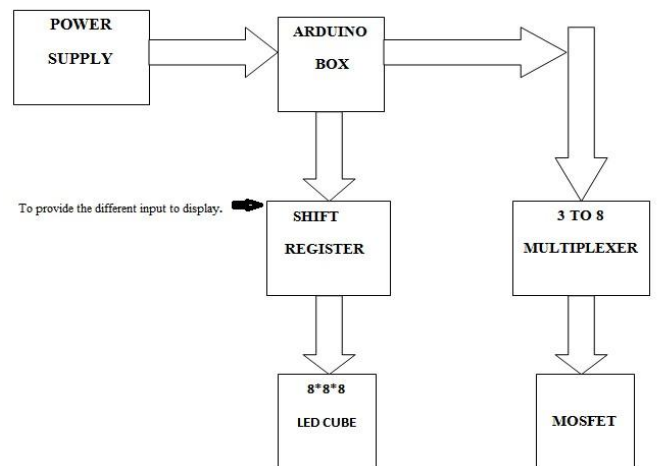 POWER
SUPPLY
ARDUINO
BOX
To provide the different input to display.
SHIFT
REGISTER
3 TO 8
MULTIPLEXER
8*8*8
LED CUBE
MOSFET